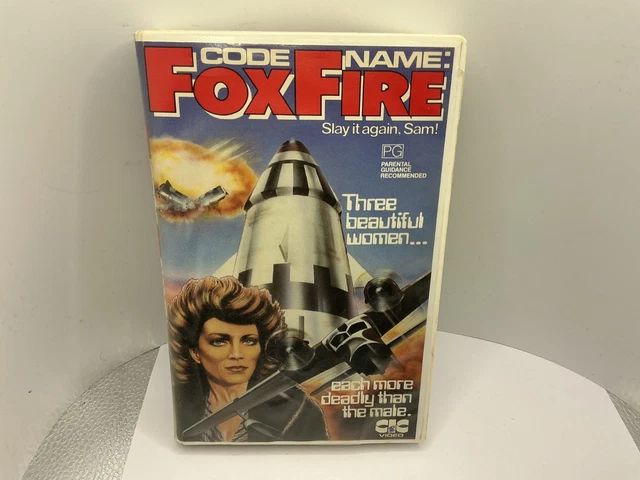 CODE NAME:
FOXFIRE
Slay it again, Sam!
PG
PARENTAL
GUIDANCE
RECOMMENDED
Three
beautiful
women...
each more
deadly than
the male.
CIC
VIDEO